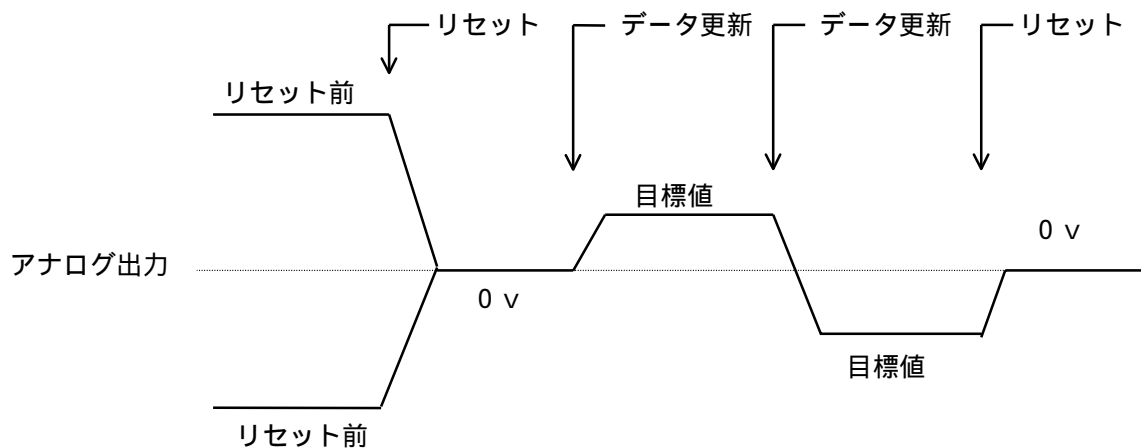 リセット データ更新 データ更新 リセット
リセット前
目標値
0 v
アナログ出力
0 v
目標値
リセット前